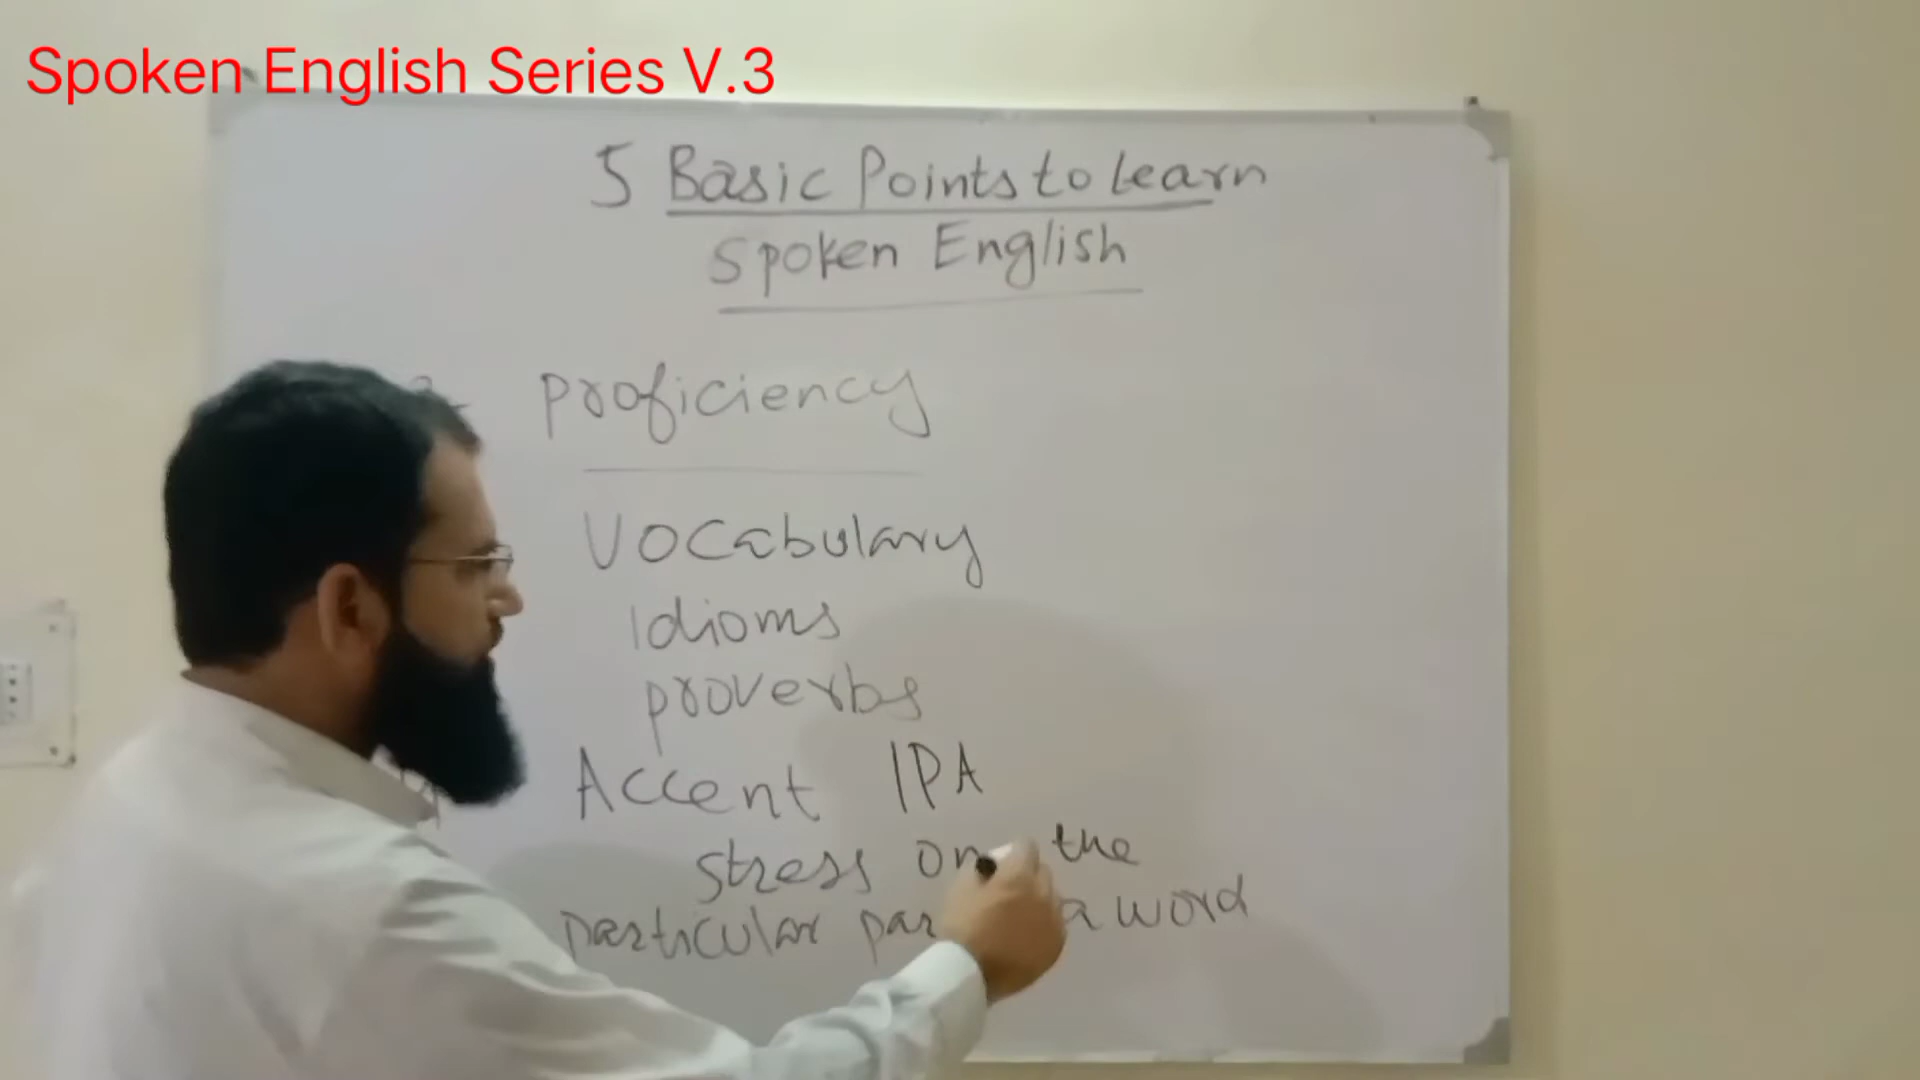 Spoken English Series V.3
5 Basic Points to Learn
Spoken English
Proficiency
Vocabulary
Idioms
proverbs
Accent IPA
stress on the
particular a word